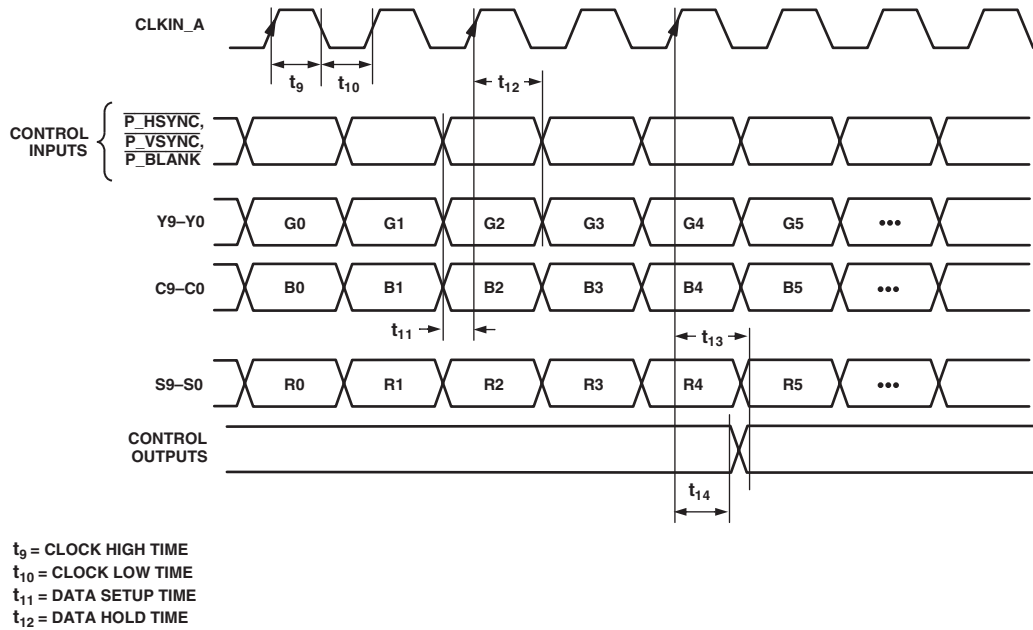 CLKIN_A
t9
t10
t12
CONTROL
INPUTS
P_HSYNC,
P_VSYNC,
P_BLANK
Y9–Y0
G0 G1 G2 G3 G4 G5 •••
C9–C0
B0 B1 B2 B3 B4 B5 •••
t11
t13
S9–S0
R0 R1 R2 R3 R4 R5 •••
CONTROL
OUTPUTS
t14
t9 = CLOCK HIGH TIME
t10 = CLOCK LOW TIME
t11 = DATA SETUP TIME
t12 = DATA HOLD TIME